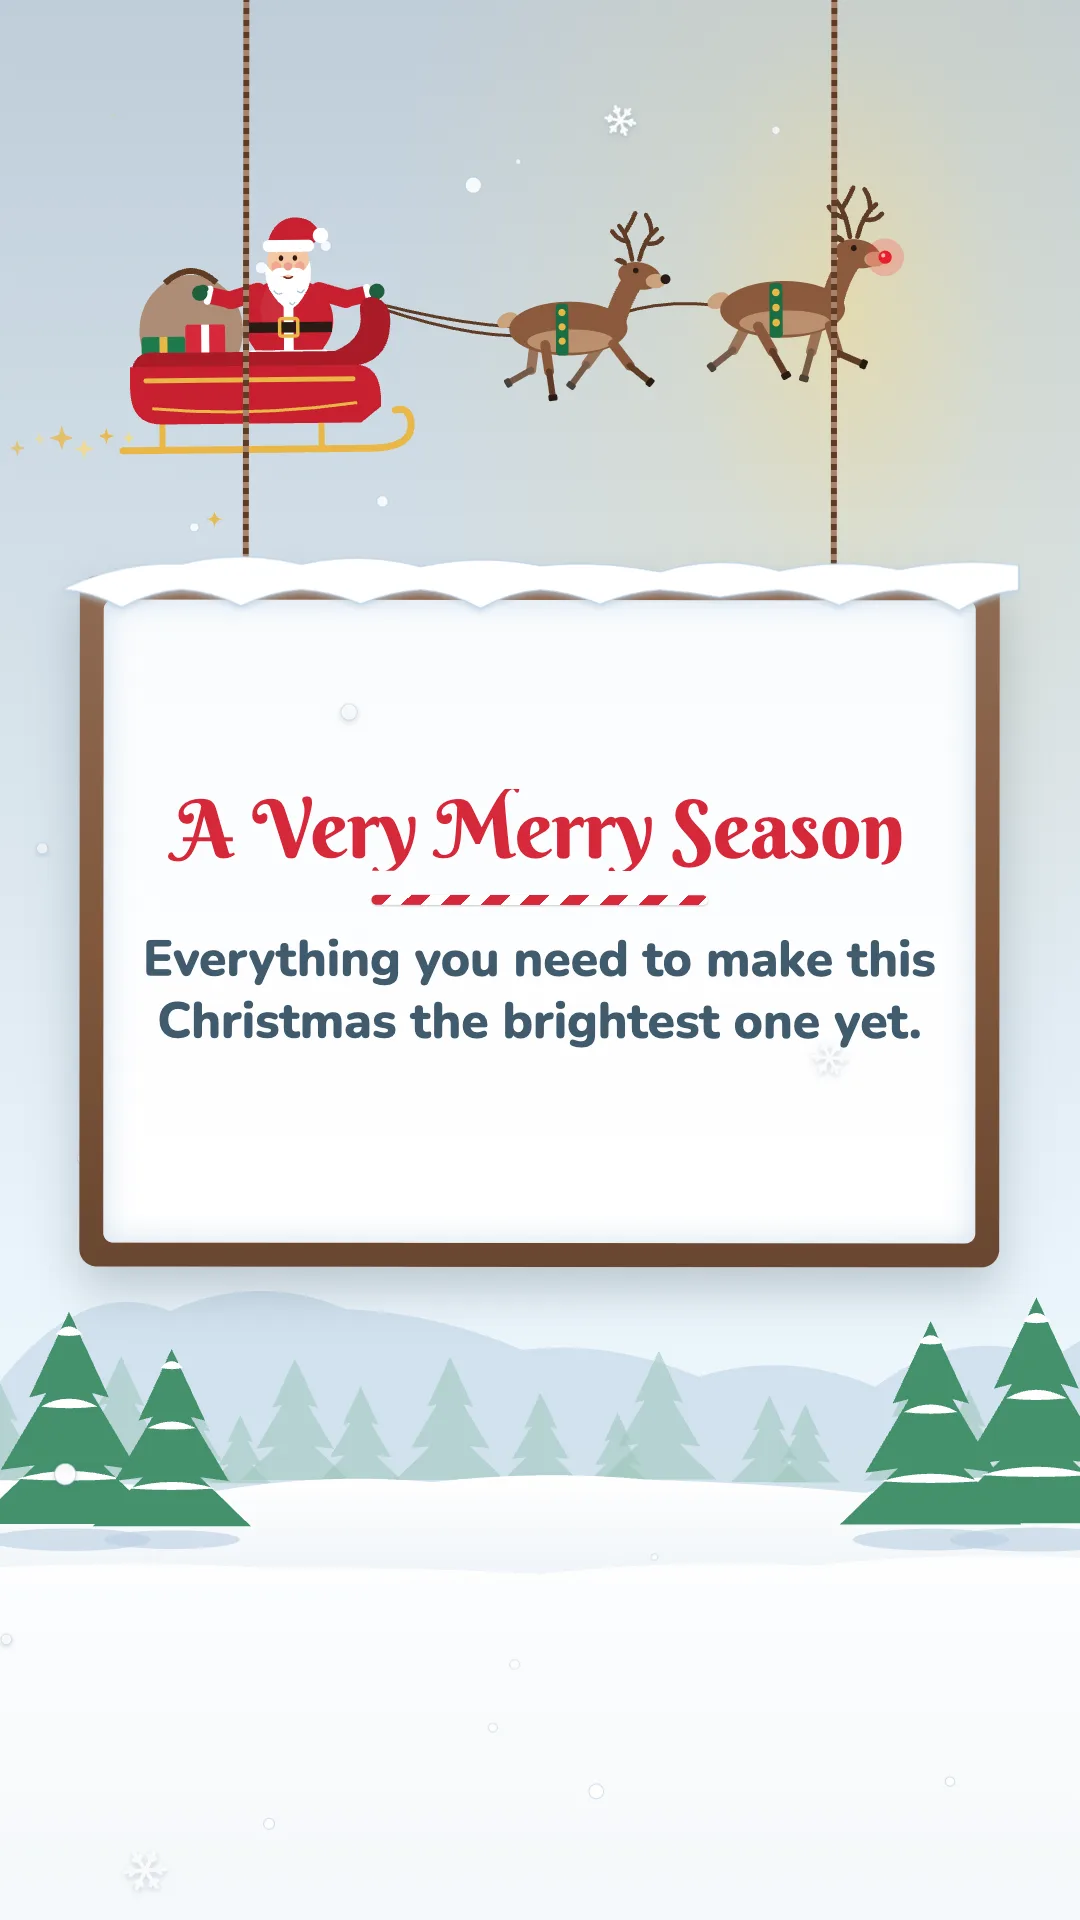 A Very Merry Season
Everything you need to make this
Christmas the brightest one yet.